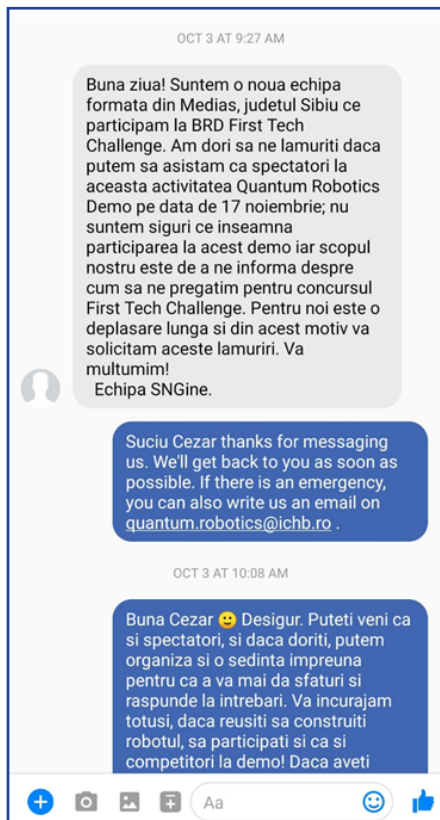 OCT 3 AT 9:27 AM
Buna ziua! Suntem o noua echipa
formata din Medias, judetul Sibiu ce
participam la BRD First Tech
Challenge. Am dori sa ne lamuriti daca
putem sa asistam ca spectatori la
aceasta activitatea Quantum Robotics
Demo pe data de 17 noiembrie; nu
suntem siguri ce inseamna
participarea la acest demo iar scopul
nostru este de a ne informa despre
cum sa ne pregatim pentru concursul
First Tech Challenge. Pentru noi este o
deplasare lunga si din acest motiv va
solicitam aceste lamuriri. Va
multumim!
Echipa SNGine.
Suciu Cezar thanks for messaging
us. We'll get back to you as soon as
possible. If there is an emergency,
you can also write us an email on
quantum.robotics@ichb.ro .
OCT 3 AT 10:08 AM
Buna Cezar 🙂 Desigur. Puteti veni ca
si spectatori, si daca doriti, putem
organiza si o sedinta impreuna
pentru ca a va mai da sfaturi si
raspunde la intrebari. Va incurajam
totusi, daca reusiti sa construiti
robotul, sa participati si ca si
competitori la demo! Daca aveti
Aa